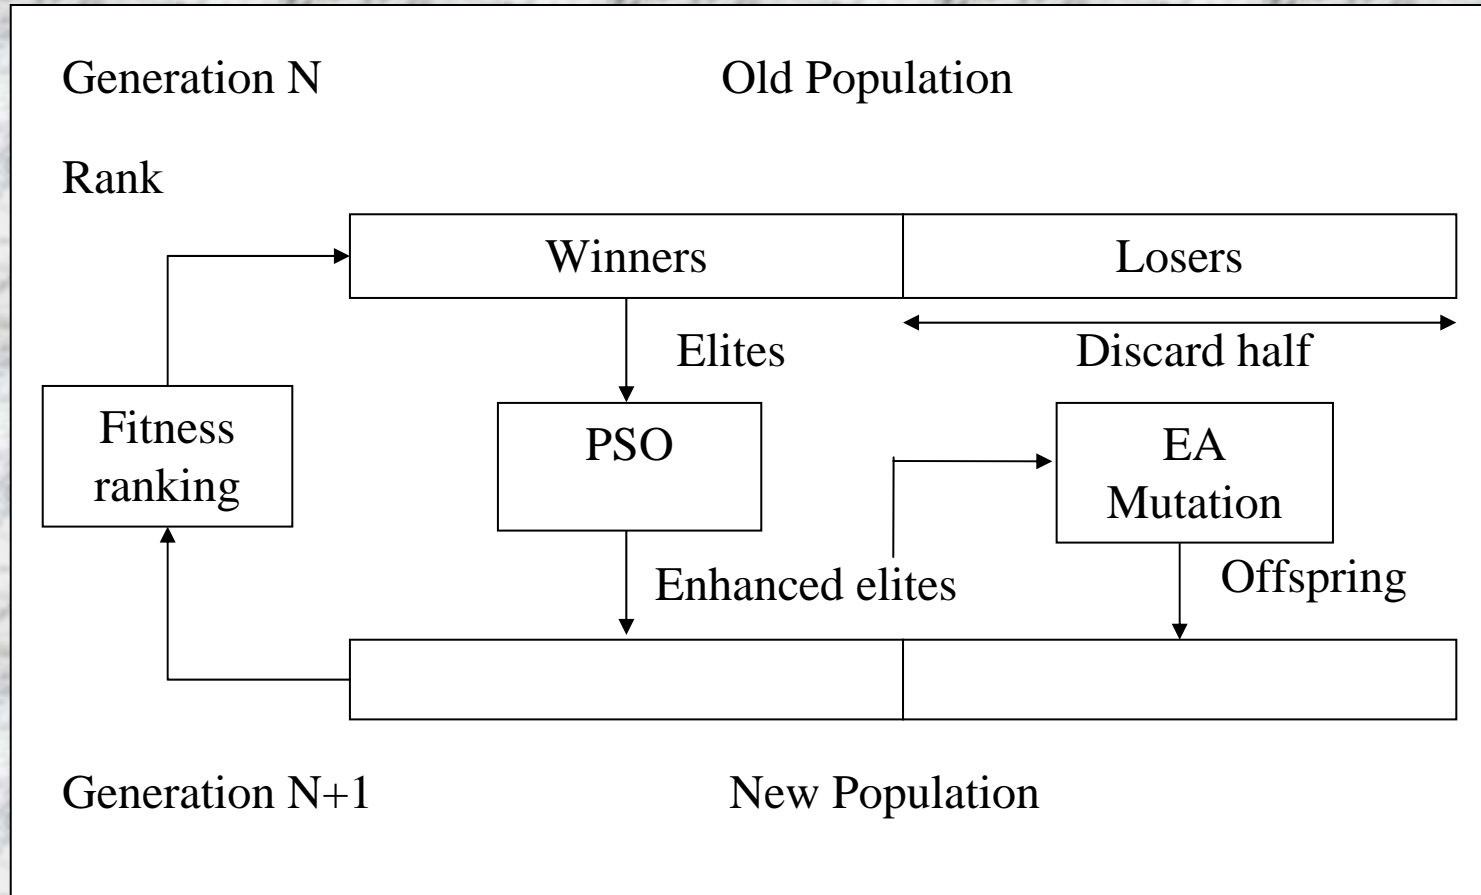 Generation N
Old Population
Rank
Winners
Losers
Elites
Discard half
Fitness
ranking
PSO
EA
Mutation
Enhanced elites
Offspring
Generation N+1
New Population